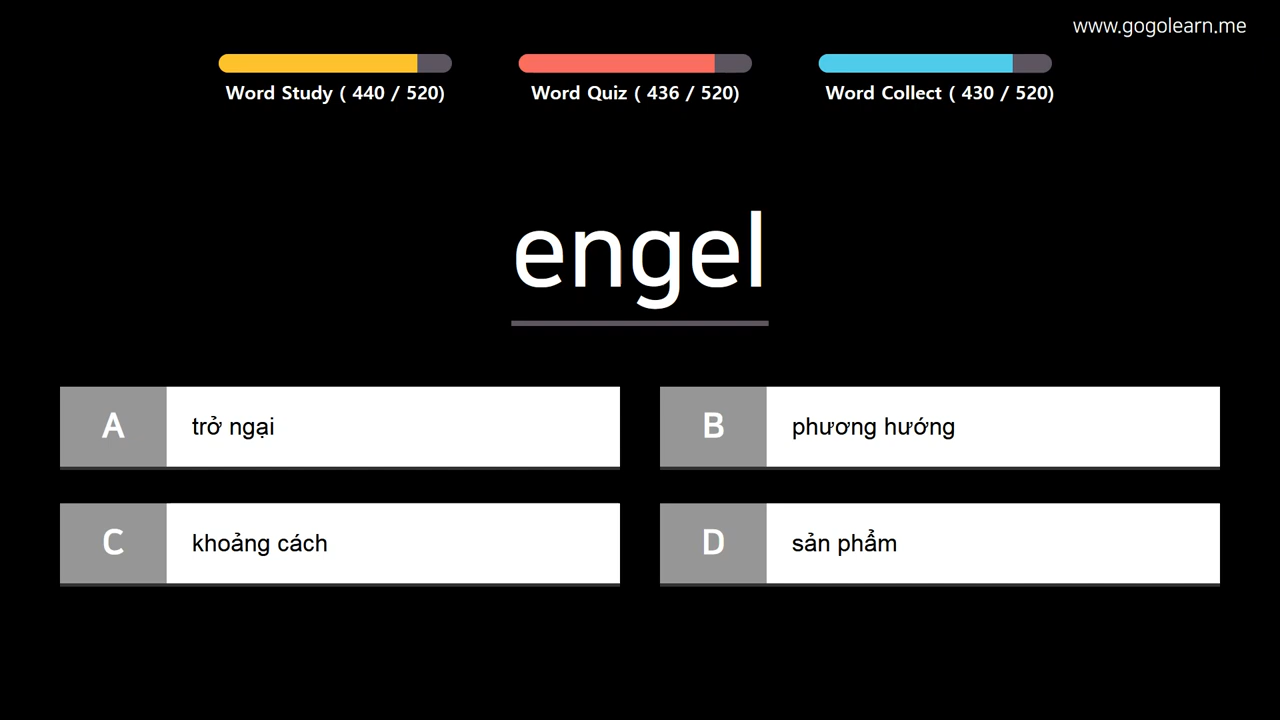 www.gogolearn.me
Word Study ( 440 / 520)
Word Quiz ( 436 / 520)
Word Collect ( 430 / 520)
engel
A trở ngại
B phương hướng
C khoảng cách
D sản phẩm